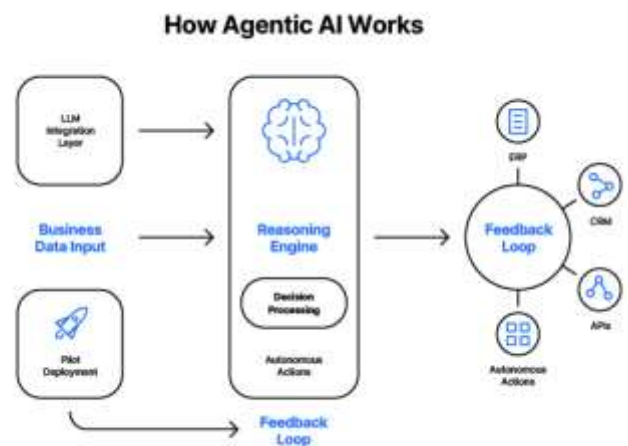 How Agentic AI Works
LLM
Integration
Layer
Business
Data Input
Pilot
Deployment
Reasoning
Engine
Decision
Processing
Autonomous
Actions
Feedback
Loop
ERP
CRM
Feedback
Loop
APIs
Autonomous
Actions